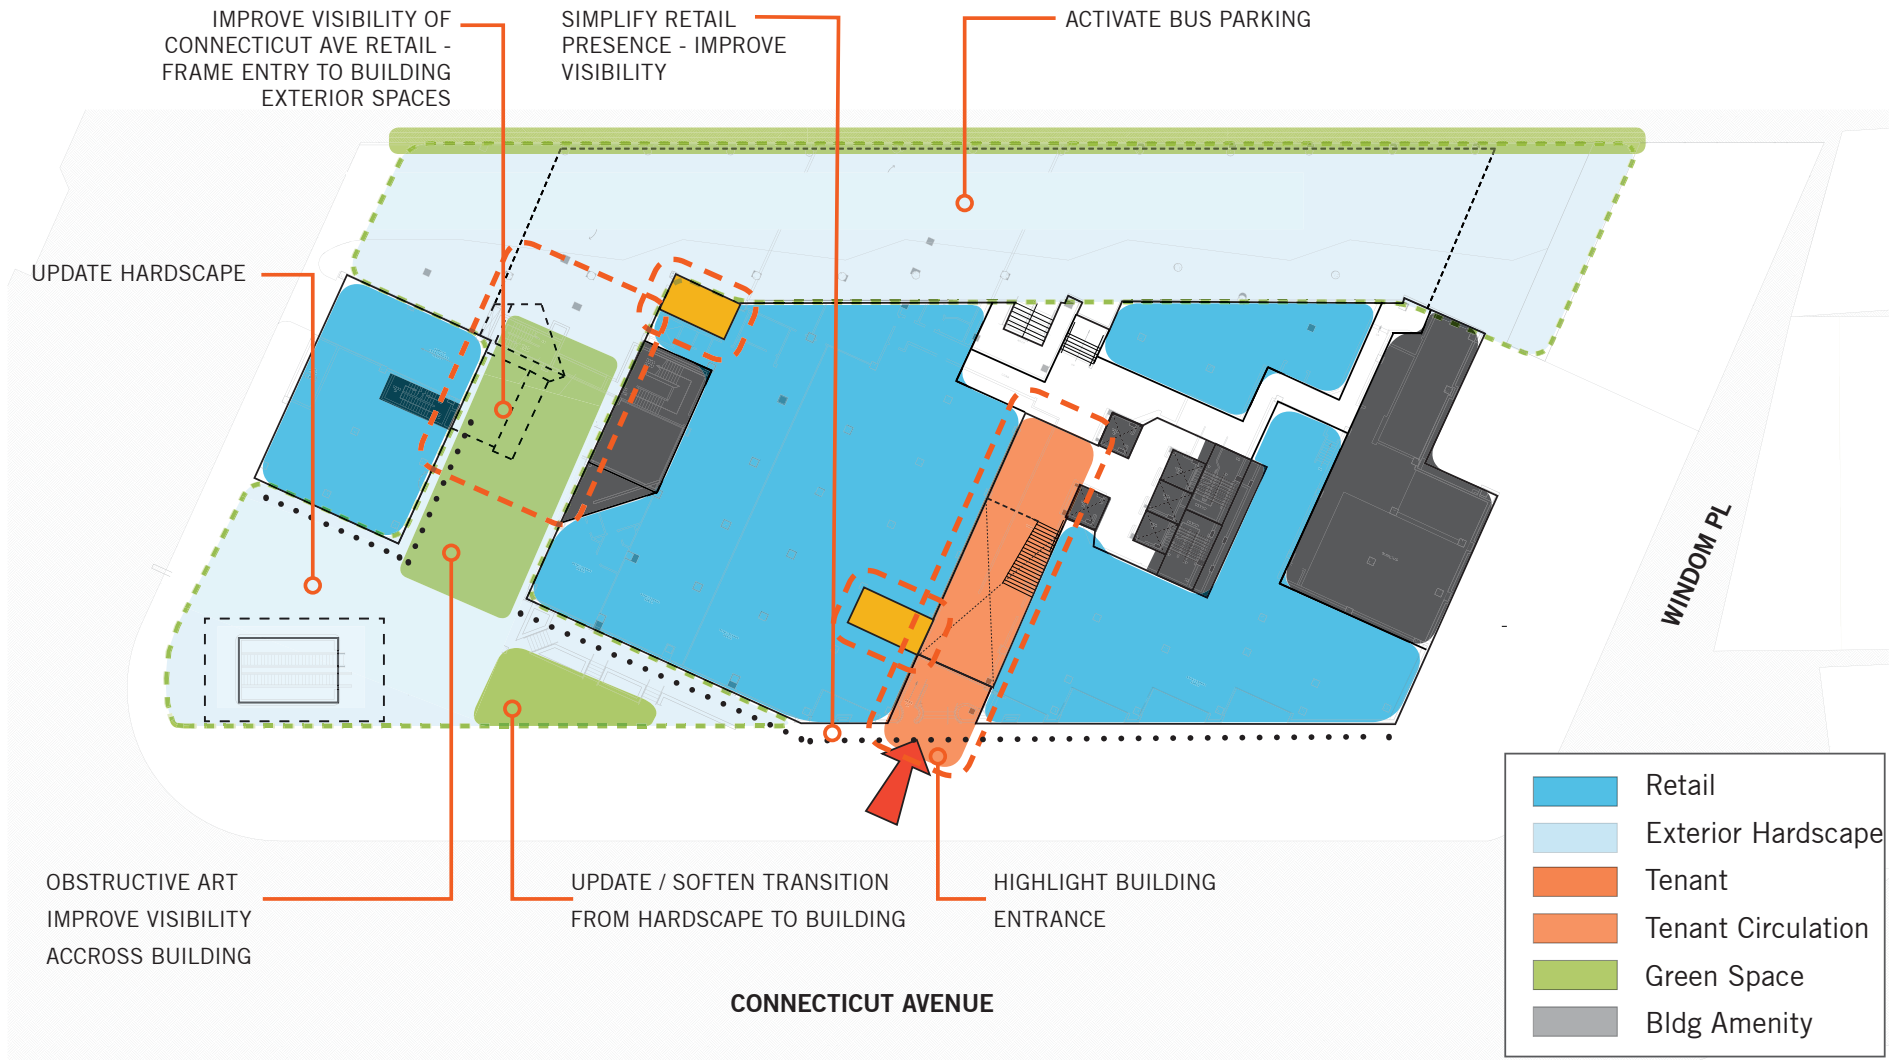 IMPROVE VISIBILITY OF
CONNECTICUT AVE RETAIL -
FRAME ENTRY TO BUILDING
EXTERIOR SPACES
SIMPLIFY RETAIL
PRESENCE - IMPROVE
VISIBILITY
ACTIVATE BUS PARKING
UPDATE HARDSCAPE
WINDOM PL
OBSTRUCTIVE ART
IMPROVE VISIBILITY
ACCROSS BUILDING
UPDATE / SOFTEN TRANSITION
FROM HARDSCAPE TO BUILDING
HIGHLIGHT BUILDING
ENTRANCE
CONNECTICUT AVENUE
Retail
Exterior Hardscape
Tenant
Tenant Circulation
Green Space
Bldg Amenity